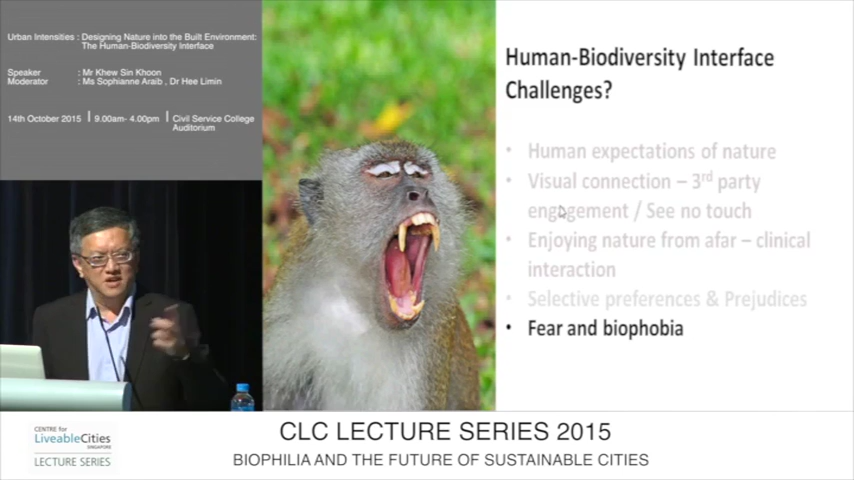 Urban Intensities : Designing Nature into the Built Environment:
The Human-Biodiversity Interface
Speaker : Mr Khew Sin Khoon
Moderator : Ms Sophianne Araib , Dr Hee Limin
14th October 2015 | 9.00am- 4.00pm | Civil Service College
Auditorium
Human-Biodiversity Interface
Challenges?
• Human expectations of nature
• Visual connection – 3rd party
engagement / See no touch
• Enjoying nature from afar – clinical
interaction
• Selective preferences & Prejudices
• Fear and biophobia
CENTRE for
LiveableCities
SINGAPORE
LECTURE SERIES
CLC LECTURE SERIES 2015
BIOPHILIA AND THE FUTURE OF SUSTAINABLE CITIES